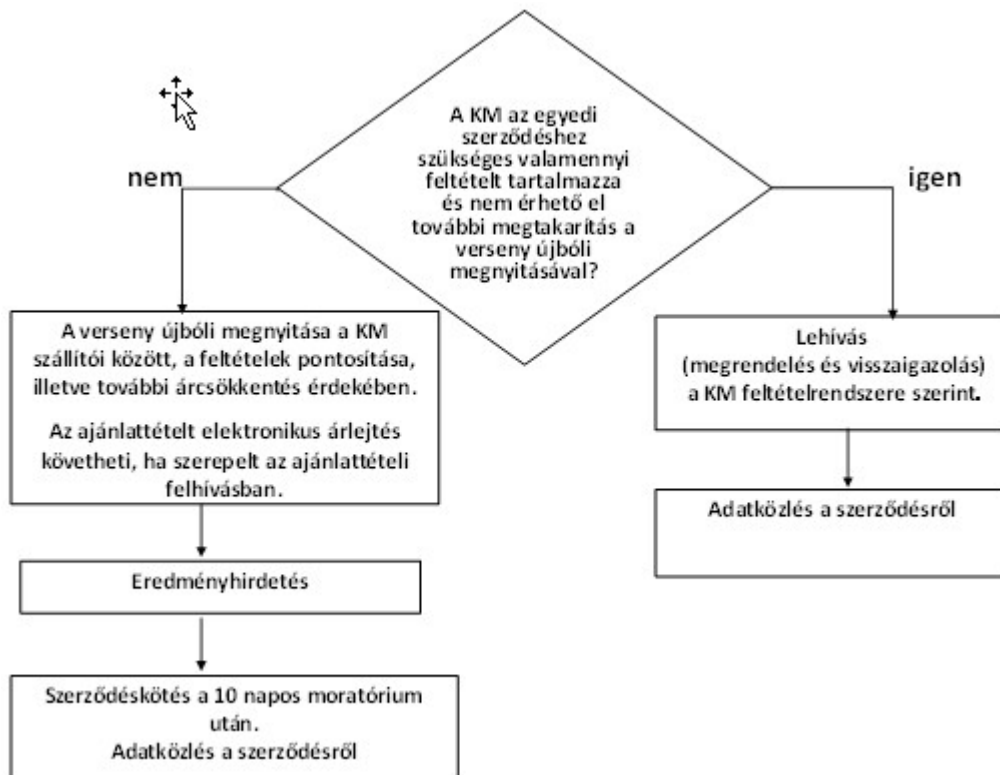 A KM az egyedi
szerződéshez
szükséges valamennyi
feltételt tartalmazza
és nem érhető el
további megtakarítás a
verseny újbóli
megnyitásával?
nem
igen
A verseny újbóli megnyitása a KM
szállítói között, a feltételek pontosítása,
illetve további árcsökkentés érdekében.
Az ajánlattételt elektronikus árlejtés
követheti, ha szerepelt az ajánlattételi
felhívásban.
Eredményhirdetés
Szerződéskötés a 10 napos moratórium
után.
Adatközlés a szerződésről
Lehívás
(megrendelés és visszaigazolás)
a KM feltételrendszere szerint.
Adatközlés a szerződésről